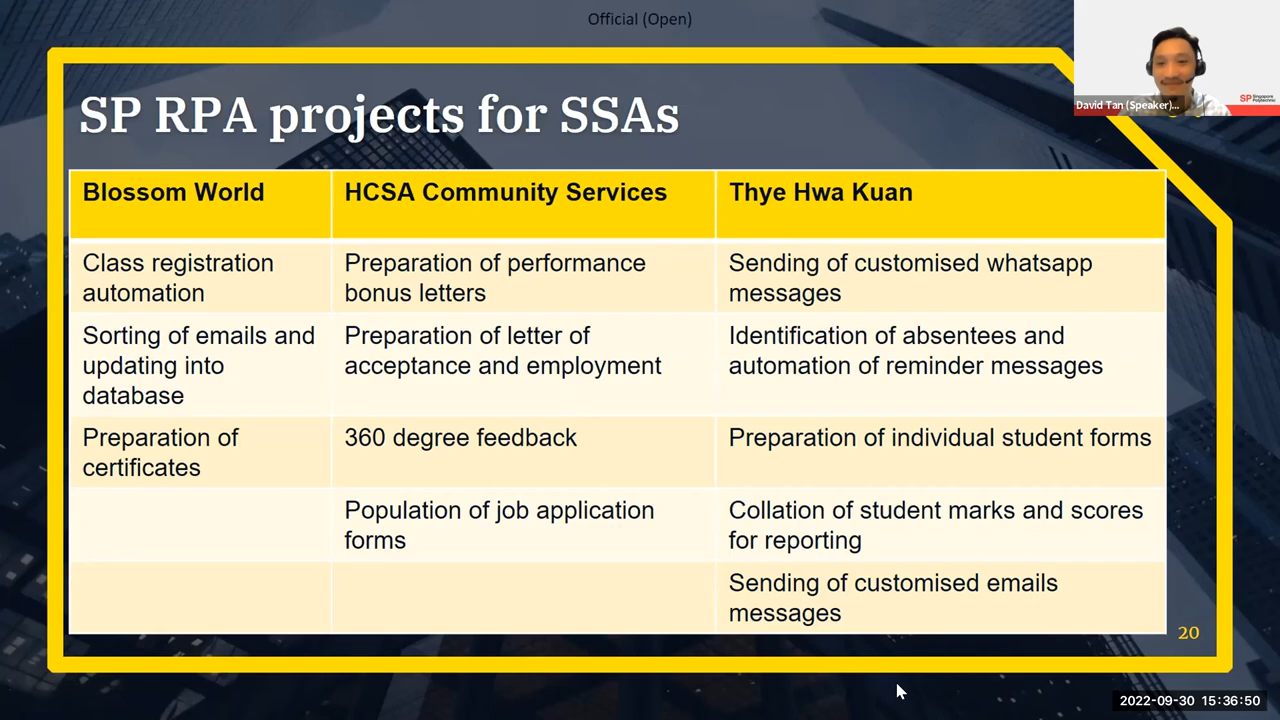 Official (Open)
SP RPA projects for SSAs
David Tan (Speaker)...
SP Singapore Polytechnic
Blossom World
HCSA Community Services
Thye Hwa Kuan
Class registration
automation
Preparation of performance
bonus letters
Sending of customised whatsapp
messages
Sorting of emails and
updating into
database
Preparation of letter of
acceptance and employment
Identification of absentees and
automation of reminder messages
Preparation of
certificates
360 degree feedback
Preparation of individual student forms
Population of job application
forms
Collation of student marks and scores
for reporting
Sending of customised emails
messages
20
2022-09-30 15:36:50